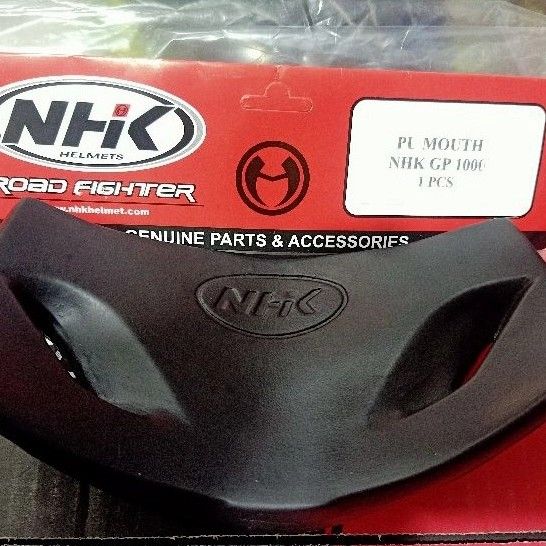 NHK
HELMETS
ROAD FIGHTER
www.nhkhelmet.com
GENUINE PARTS & ACCESSORIES
PU MOUTH
NHK GP 1000
1 PCS
NHK